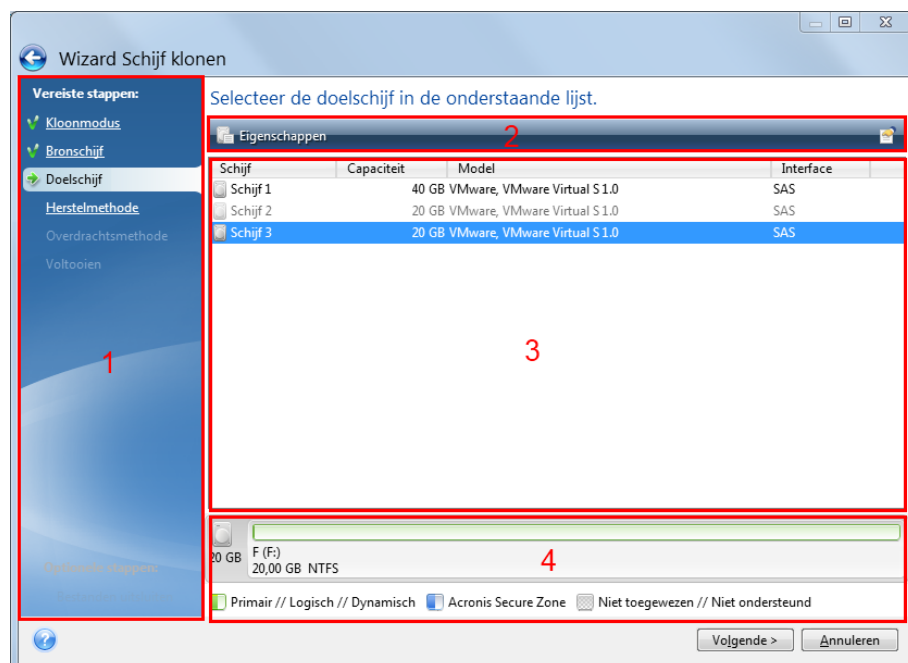 Wizard Schijf klonen
Vereiste stappen:
Kloonmodus
Bronschijf
Doelschijf
Herstelmethode
Overdrachtsmethode
Voltooien
1
Selecteer de doelschijf in de onderstaande lijst.
Eigenschappen
2
Schijf Capaciteit Model Interface
Schijf 1 40 GB VMware, VMware Virtual S 1.0 SAS
Schijf 2 20 GB VMware, VMware Virtual S 1.0 SAS
Schijf 3 20 GB VMware, VMware Virtual S 1.0 SAS
3
20 GB
F (F:)
20,00 GB NTFS
4
Primair // Logisch // Dynamisch Acronis Secure Zone Niet toegewezen // Niet ondersteund
Volgende > Annuleren